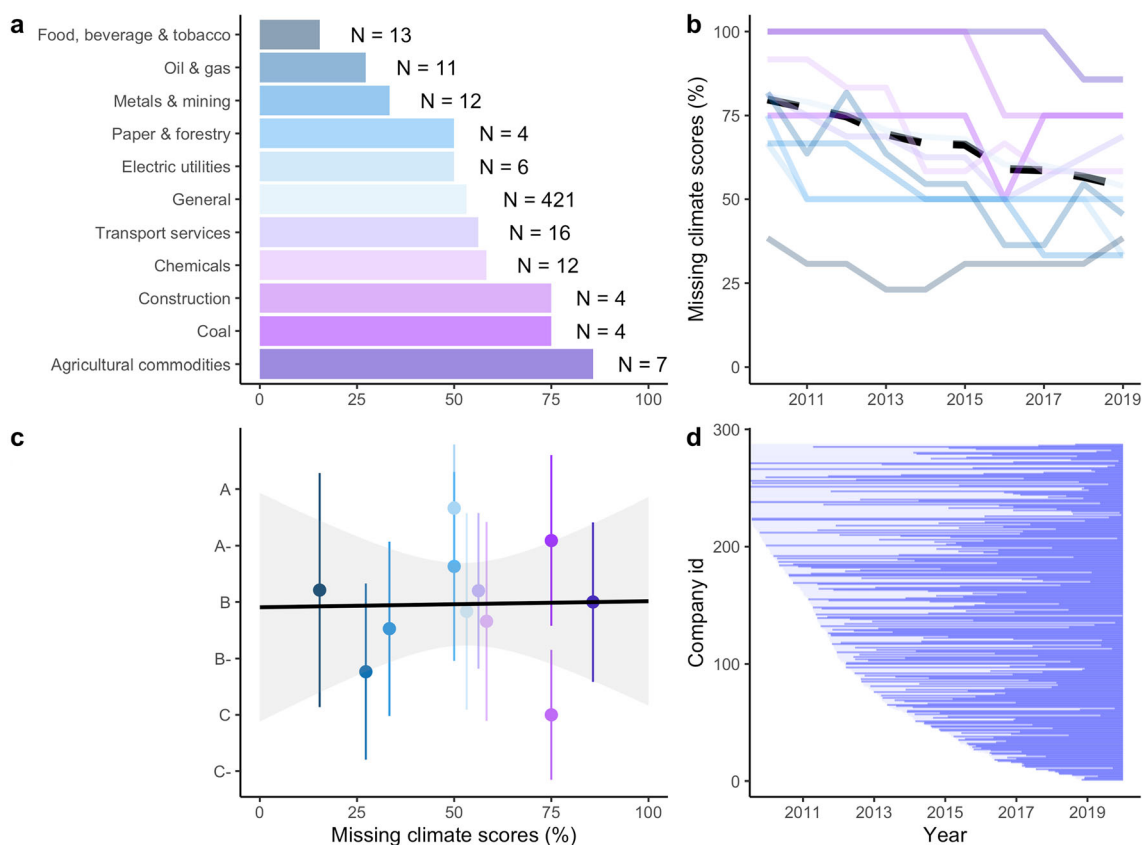 a
Food, beverage & tobacco
N = 13
Oil & gas
N = 11
Metals & mining
N = 12
Paper & forestry
N = 4
Electric utilities
N = 6
General
N = 421
Transport services
N = 16
Chemicals
N = 12
Construction
N = 4
Coal
N = 4
Agricultural commodities
N = 7
0 25 50 75 100
b
Missing climate scores (%)
100
75
50
25
0
2011 2013 2015 2017 2019
c
A
A-
B
B-
C
C-
0 25 50 75 100
Missing climate scores (%)
d
Company id
300
200
100
0
2011 2013 2015 2017 2019
Year